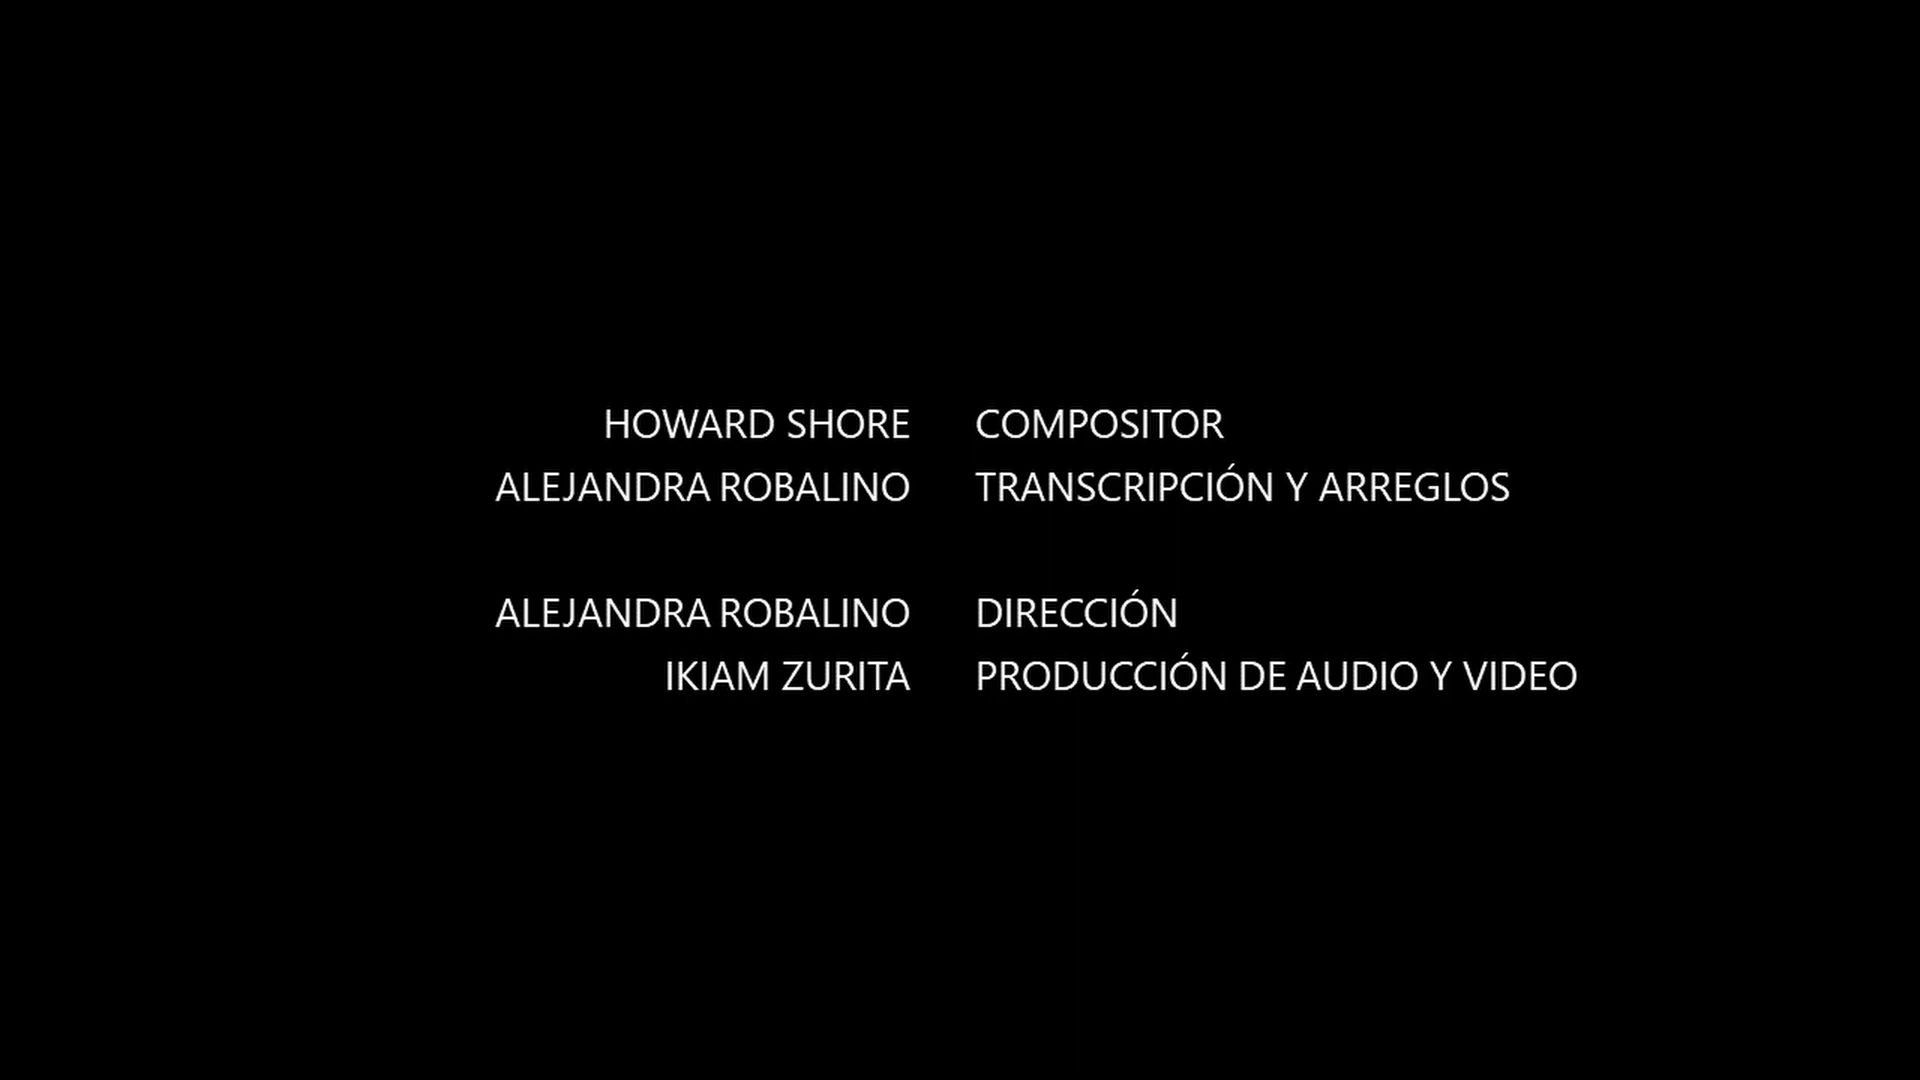 HOWARD SHORE COMPOSITOR
ALEJANDRA ROBALINO TRANSCRIPCIÓN Y ARREGLOS
ALEJANDRA ROBALINO DIRECCIÓN
IKIAM ZURITA PRODUCCIÓN DE AUDIO Y VIDEO